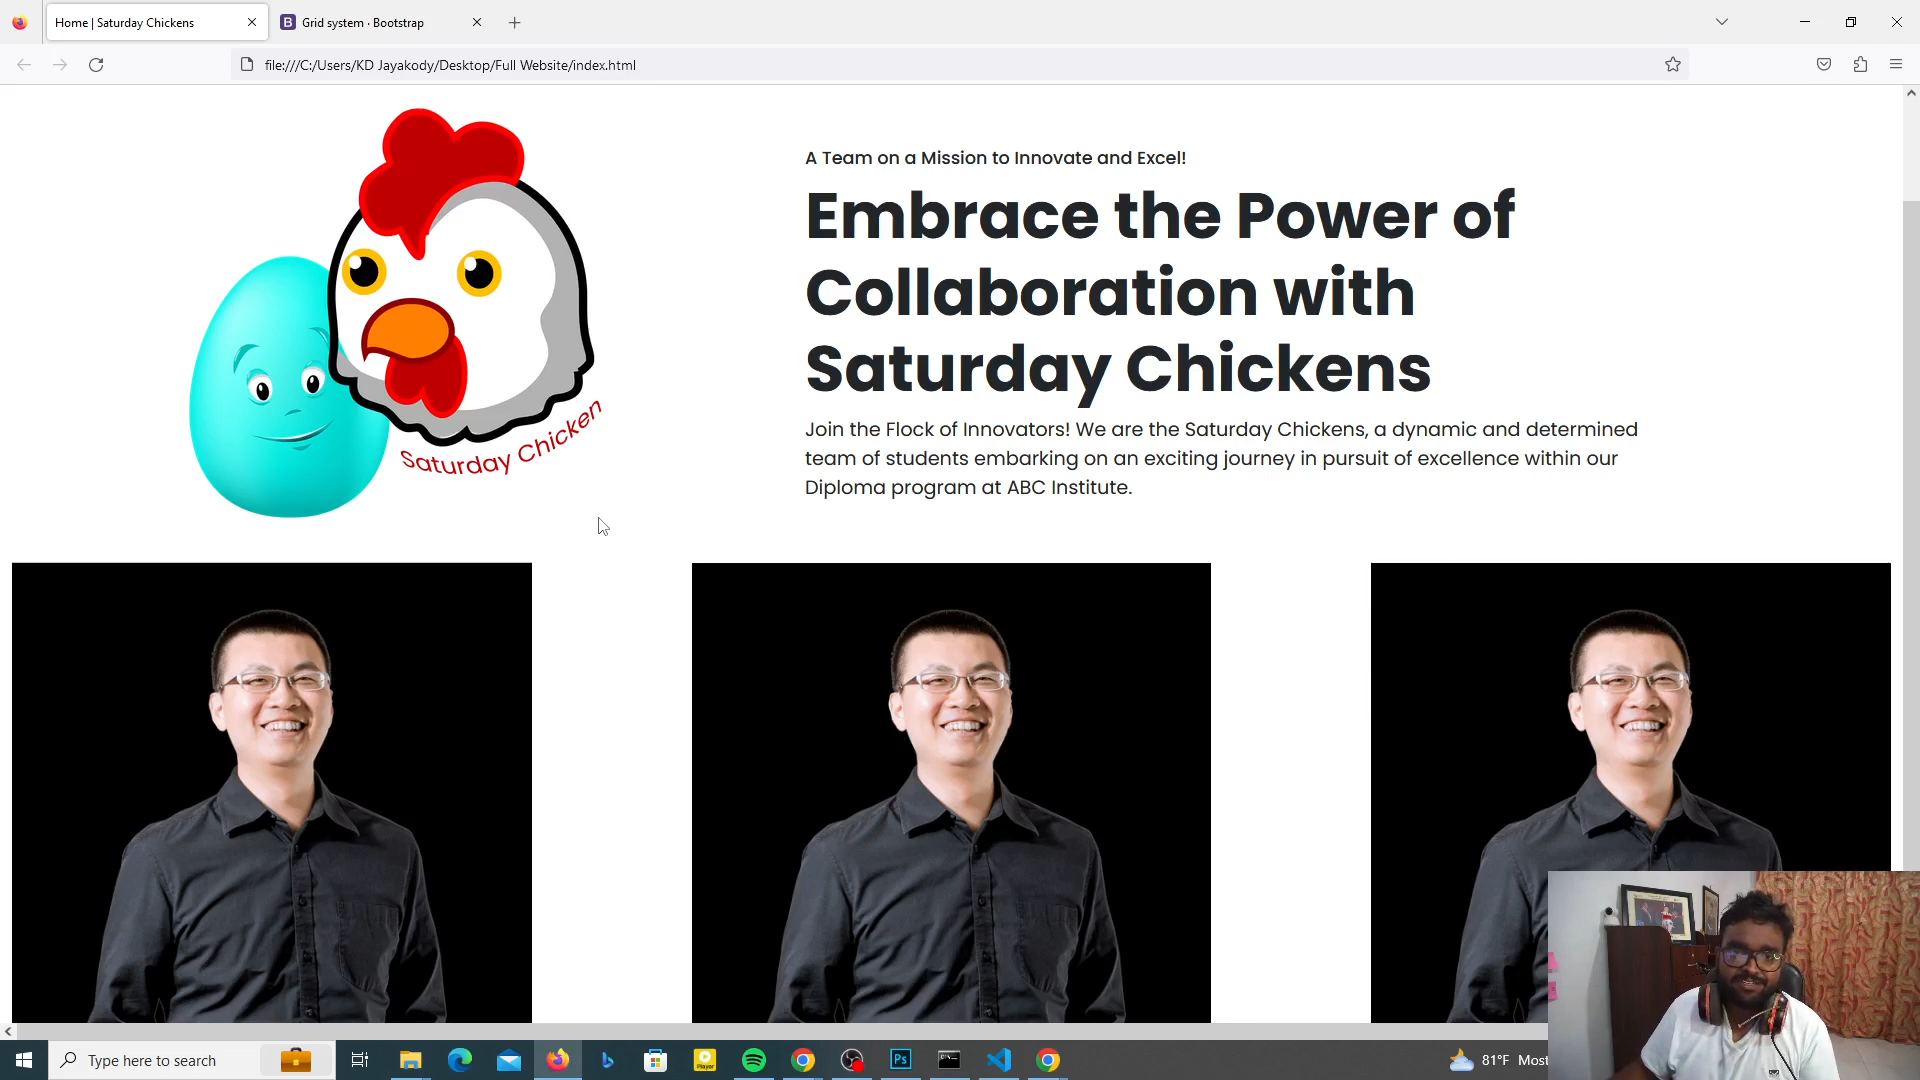 Home | Saturday Chickens
B Grid system · Bootstrap
file:///C:/Users/KD Jayakody/Desktop/Full Website/index.html
A Team on a Mission to Innovate and Excel!
Embrace the Power of
Collaboration with
Saturday Chickens
Join the Flock of Innovators! We are the Saturday Chickens, a dynamic and determined
team of students embarking on an exciting journey in pursuit of excellence within our
Diploma program at ABC Institute.
Saturday Chicken
Type here to search
Player
Ps
81°F Most